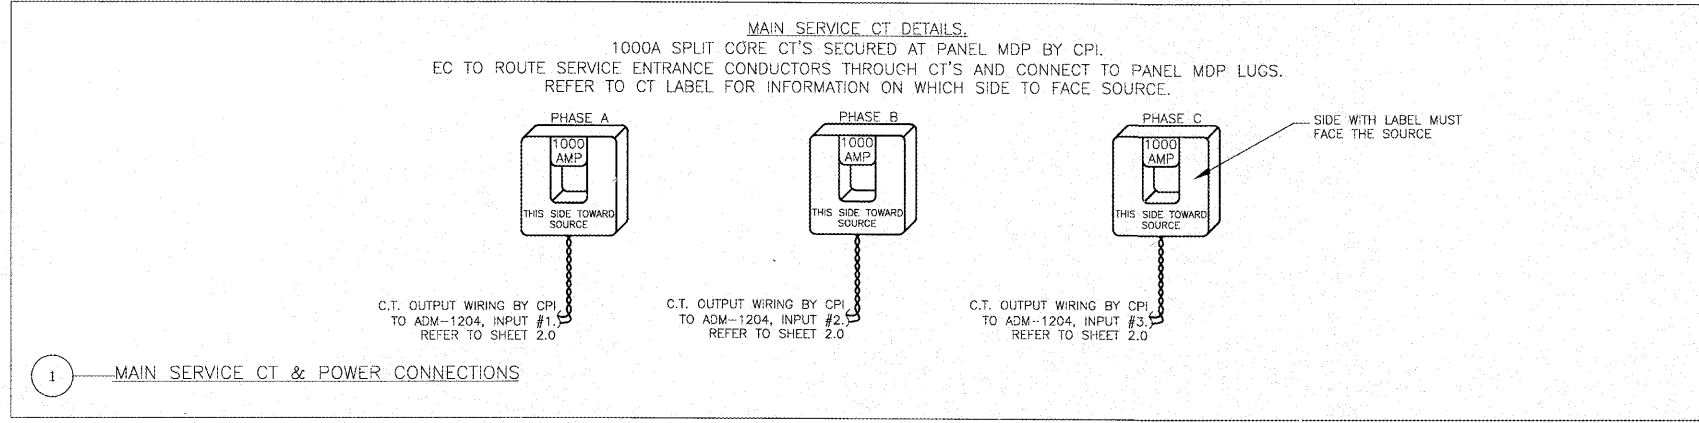 MAIN SERVICE CT DETAILS.
1000A SPLIT CORE CT'S SECURED AT PANEL MDP BY CPI.
EC TO ROUTE SERVICE ENTRANCE CONDUCTORS THROUGH CT'S AND CONNECT TO PANEL MDP LUGS.
REFER TO CT LABEL FOR INFORMATION ON WHICH SIDE TO FACE SOURCE.
PHASE A
1000
AMP
THIS SIDE TOWARD
SOURCE
C.T. OUTPUT WIRING BY CPI
TO ADM-1204, INPUT #1.
REFER TO SHEET 2.0
PHASE B
1000
AMP
THIS SIDE TOWARD
SOURCE
C.T. OUTPUT WIRING BY CPI
TO ADM-1204, INPUT #2.
REFER TO SHEET 2.0
PHASE C
1000
AMP
THIS SIDE TOWARD
SOURCE
C.T. OUTPUT WIRING BY CPI
TO ADM-1204, INPUT #3.
REFER TO SHEET 2.0
SIDE WITH LABEL MUST
FACE THE SOURCE
1 MAIN SERVICE CT & POWER CONNECTIONS